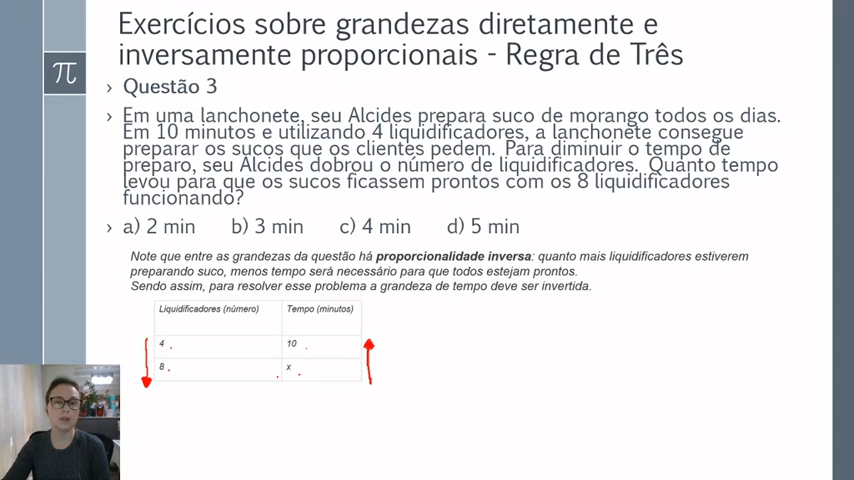 Exercícios sobre grandezas diretamente e
inversamente proporcionais - Regra de Três
π
› Questão 3
› Em uma lanchonete, seu Alcides prepara suco de morango todos os dias.
Em 10 minutos e utilizando 4 liquidificadores, a lanchonete consegue
preparar os sucos que os clientes pedem. Para diminuir o tempo de
preparo, seu Alcides dobrou o número de liquidificadores. Quanto tempo
levou para que os sucos ficassem prontos com os 8 liquidificadores
funcionando?
› a) 2 min b) 3 min c) 4 min d) 5 min
Note que entre as grandezas da questão há proporcionalidade inversa: quanto mais liquidificadores estiverem
preparando suco, menos tempo será necessário para que todos estejam prontos.
Sendo assim, para resolver esse problema a grandeza de tempo deve ser invertida.
Liquidificadores (número) Tempo (minutos)
4 10
8 x